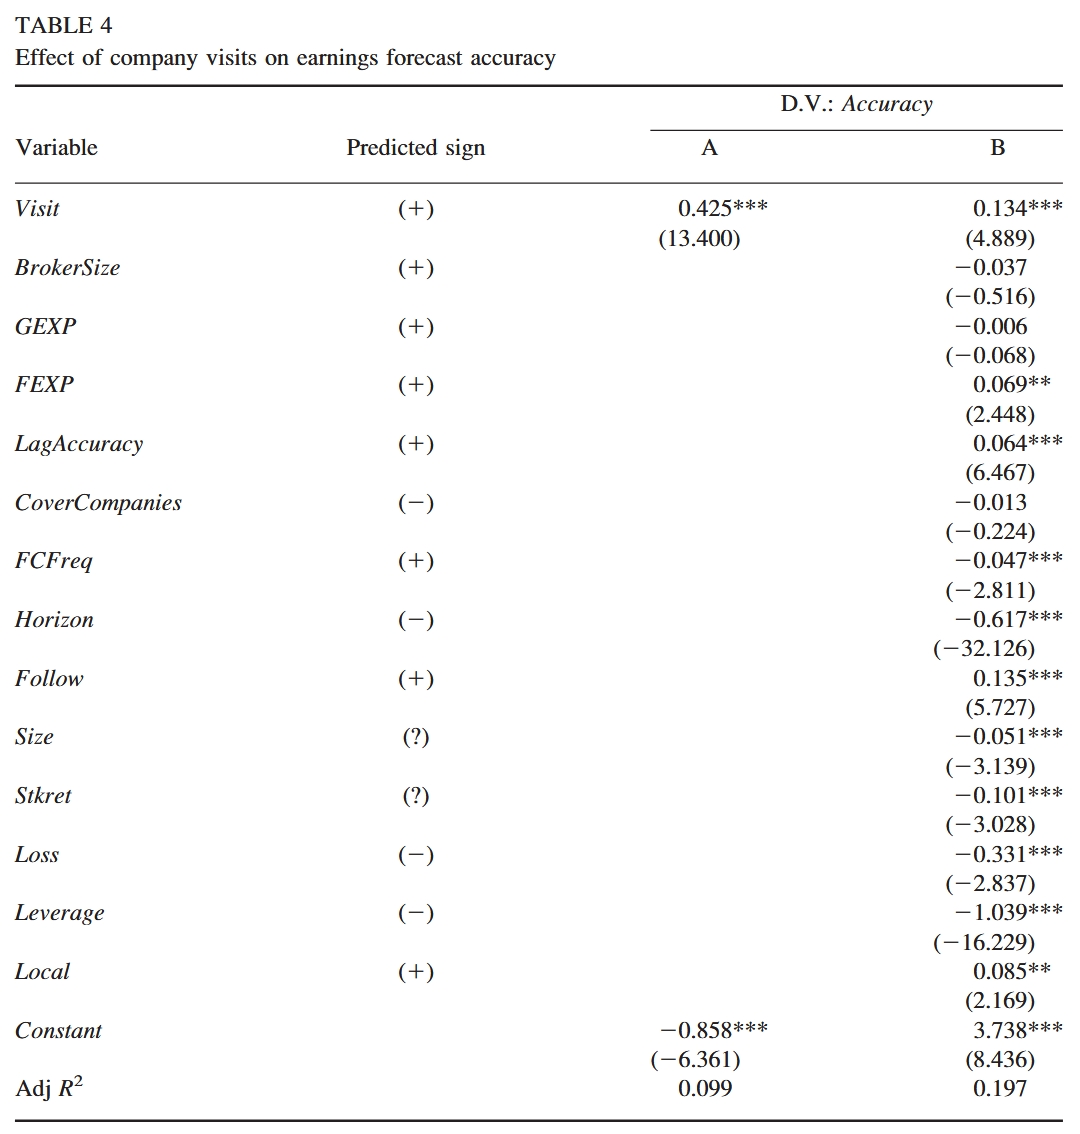 TABLE 4
Effect of company visits on earnings forecast accuracy
D.V.: Accuracy
Variable Predicted sign A B
Visit (+) 0.425*** 0.134***
(13.400) (4.889)
BrokerSize (+) −0.037
(−0.516)
GEXP (+) −0.006
(−0.068)
FEXP (+) 0.069**
(2.448)
LagAccuracy (+) 0.064***
(6.467)
CoverCompanies (−) −0.013
(−0.224)
FCFreq (+) −0.047***
(−2.811)
Horizon (−) −0.617***
(−32.126)
Follow (+) 0.135***
(5.727)
Size (?) −0.051***
(−3.139)
Stkret (?) −0.101***
(−3.028)
Loss (−) −0.331***
(−2.837)
Leverage (−) −1.039***
(−16.229)
Local (+) 0.085**
(2.169)
Constant −0.858*** 3.738***
(−6.361) (8.436)
Adj R² 0.099 0.197